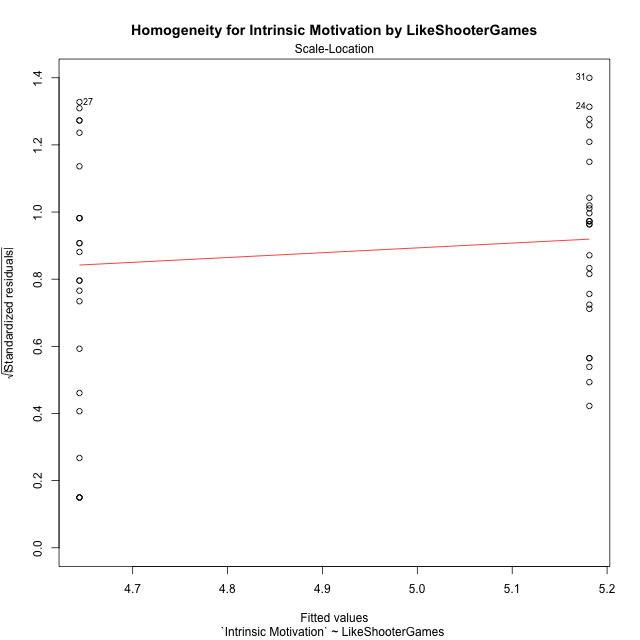 Homogeneity for Intrinsic Motivation by LikeShooterGames
Scale-Location
√|Standardized residuals|
1.4
1.2
1.0
0.8
0.6
0.4
0.2
0.0
27
31
24
4.7 4.8 4.9 5.0 5.1 5.2
Fitted values
`Intrinsic Motivation` ~ LikeShooterGames